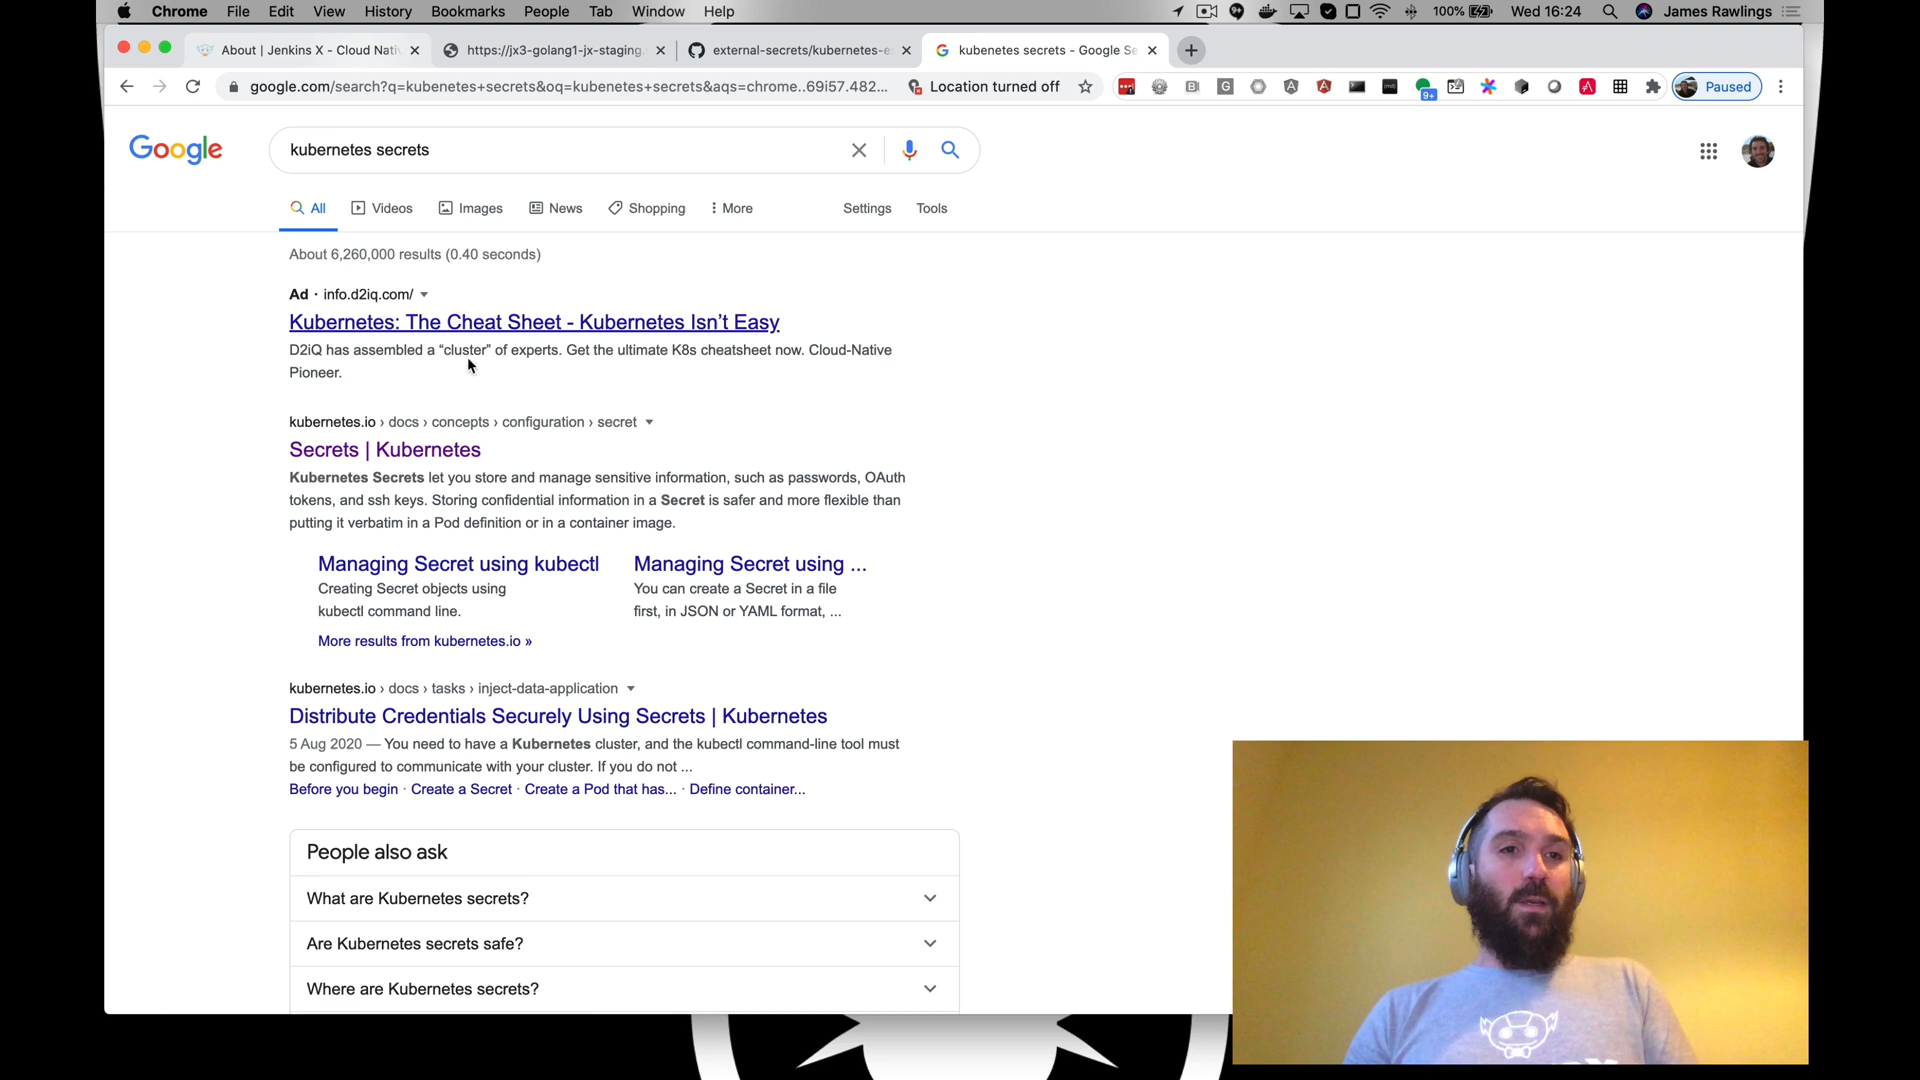 Chrome File Edit View History Bookmarks People Tab Window Help 100% Wed 16:24 James Rawlings
About | Jenkins X - Cloud Nati
https://jx3-golang1-jx-staging.
external-secrets/kubernetes-e
kubenetes secrets - Google Se
google.com/search?q=kubenetes+secrets&oq=kubenetes+secrets&aqs=chrome..69i57.482... Location turned off 9+ Paused
Google
kubernetes secrets
All Videos Images News Shopping More Settings Tools
About 6,260,000 results (0.40 seconds)
Ad · info.d2iq.com/
Kubernetes: The Cheat Sheet - Kubernetes Isn’t Easy
D2iQ has assembled a “cluster” of experts. Get the ultimate K8s cheatsheet now. Cloud-Native
Pioneer.
kubernetes.io › docs › concepts › configuration › secret
Secrets | Kubernetes
Kubernetes Secrets let you store and manage sensitive information, such as passwords, OAuth
tokens, and ssh keys. Storing confidential information in a Secret is safer and more flexible than
putting it verbatim in a Pod definition or in a container image.
Managing Secret using kubectl
Creating Secret objects using
kubectl command line.
Managing Secret using ...
You can create a Secret in a file
first, in JSON or YAML format, ...
More results from kubernetes.io »
kubernetes.io › docs › tasks › inject-data-application
Distribute Credentials Securely Using Secrets | Kubernetes
5 Aug 2020 — You need to have a Kubernetes cluster, and the kubectl command-line tool must
be configured to communicate with your cluster. If you do not ...
Before you begin · Create a Secret · Create a Pod that has... · Define container...
People also ask
What are Kubernetes secrets?
Are Kubernetes secrets safe?
Where are Kubernetes secrets?